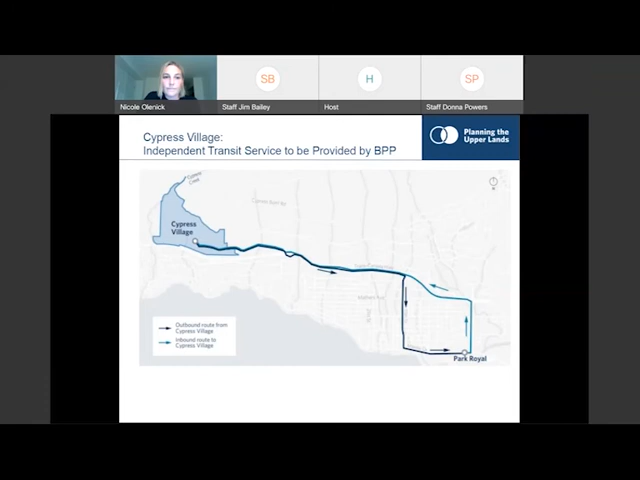 SB
H
SP
Nicole Olenick
Staff Jim Bailey
Host
Staff Donna Powers
Cypress Village:
Independent Transit Service to be Provided by BPP
Planning the
Upper Lands
Cypress
Creek
Cypress
Village
Park Royal
Outbound route from
Cypress Village
Inbound route to
Cypress Village